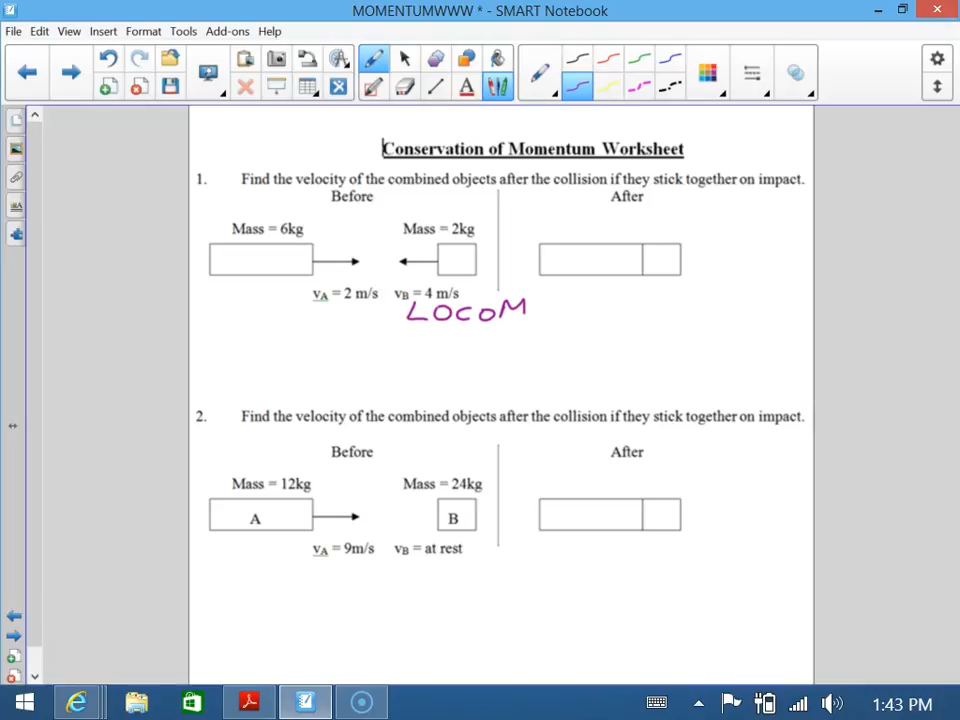 MOMENTUMWWW * - SMART Notebook
File Edit View Insert Format Tools Add-ons Help
Conservation of Momentum Worksheet
1. Find the velocity of the combined objects after the collision if they stick together on impact.
Before After
Mass = 6kg Mass = 2kg
vA = 2 m/s vB = 4 m/s
LOCOM
2. Find the velocity of the combined objects after the collision if they stick together on impact.
Before After
Mass = 12kg Mass = 24kg
A B
vA = 9m/s vB = at rest
1:43 PM